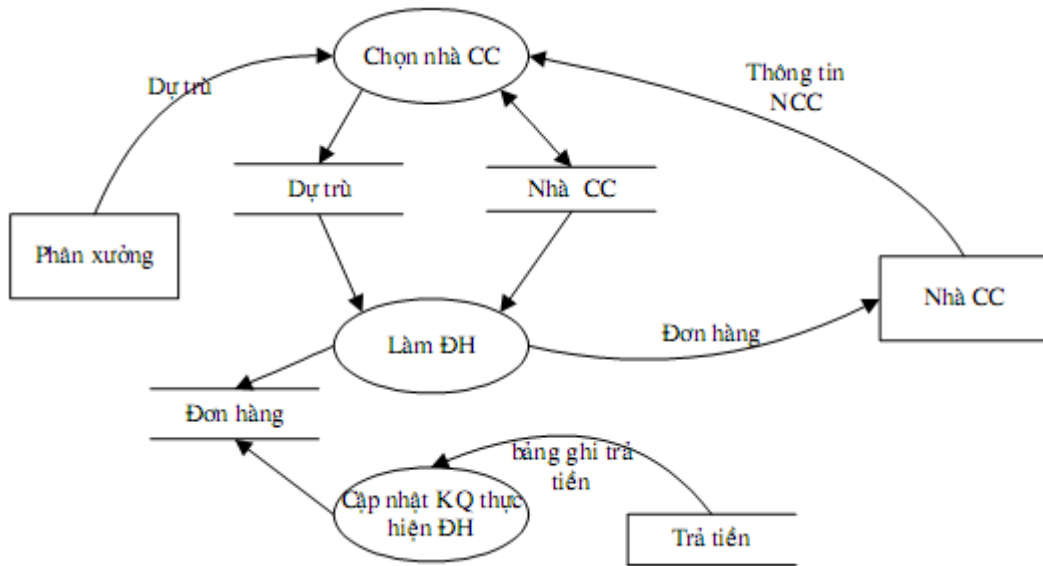 Chọn nhà CC
Dự trù
Thông tin
NCC
Dự trù
Nhà CC
Phân xưởng
Nhà CC
Làm ĐH
Đơn hàng
Đơn hàng
bảng ghi trả
tiền
Cập nhật KQ thực
hiện ĐH
Trả tiền